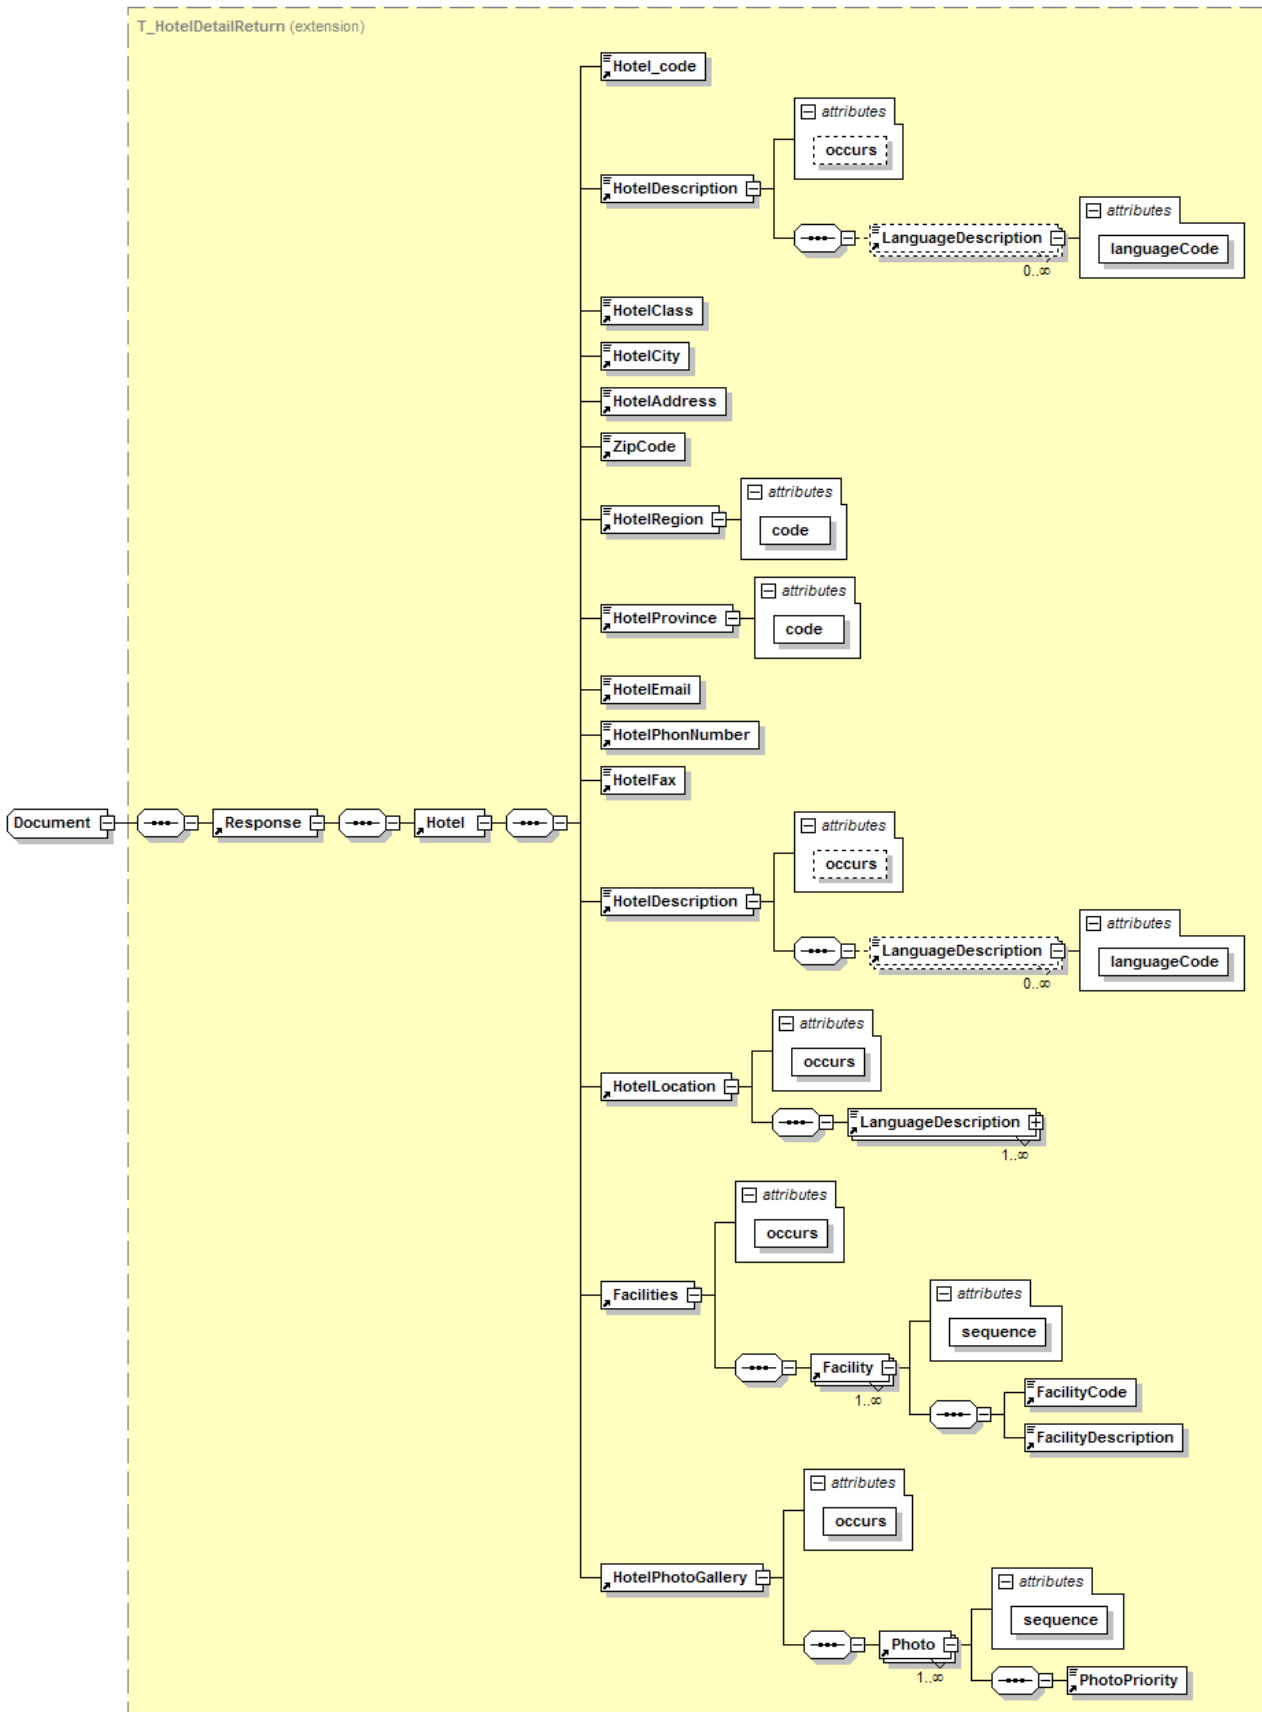 T_HotelDetailReturn (extension)
Hotel_code
attributes
occurs
HotelDescription
attributes
LanguageDescription
languageCode
0..∞
HotelClass
HotelCity
HotelAddress
ZipCode
attributes
HotelRegion
code
attributes
HotelProvince
code
HotelEmail
HotelPhonNumber
HotelFax
Document
Response
Hotel
attributes
occurs
HotelDescription
attributes
LanguageDescription
languageCode
0..∞
attributes
occurs
HotelLocation
LanguageDescription
1..∞
attributes
occurs
Facilities
attributes
sequence
Facility
1..∞
FacilityCode
FacilityDescription
attributes
occurs
HotelPhotoGallery
attributes
sequence
Photo
1..∞
PhotoPriority